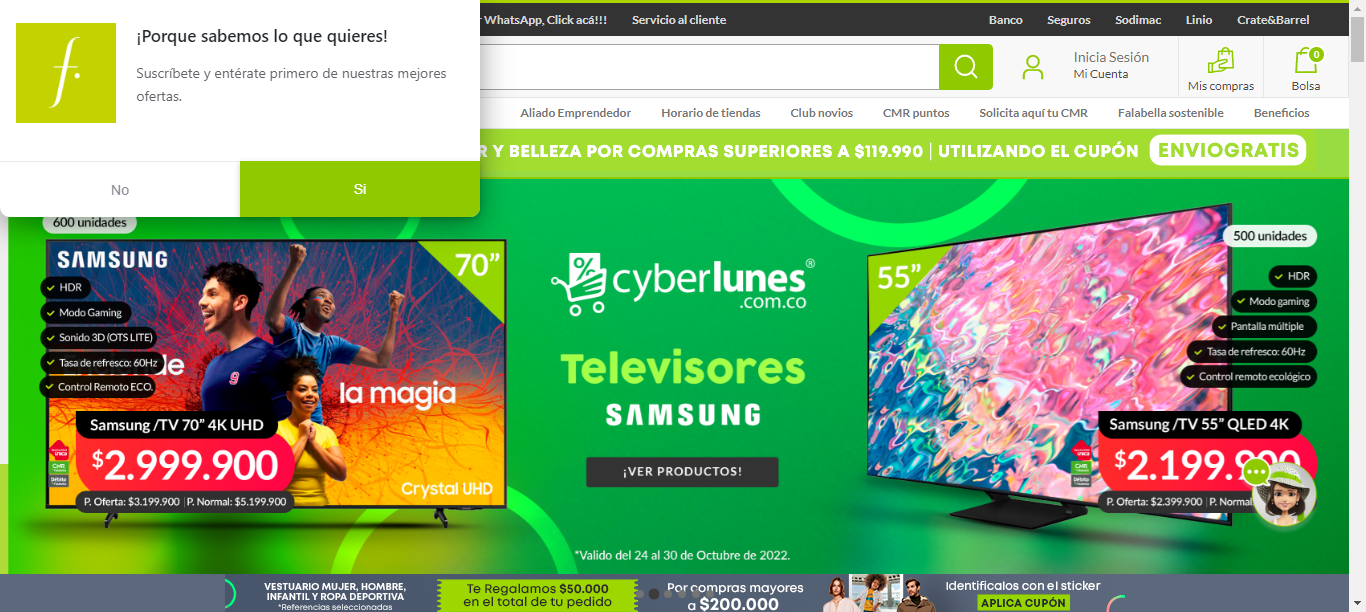 ¡Porque sabemos lo que quieres!
Suscríbete y entérate primero de nuestras mejores
ofertas.
No
Si
WhatsApp, Click acá!!!
Servicio al cliente
Banco
Seguros
Sodimac
Linio
Crate&Barrel
Inicia Sesión
Mi Cuenta
Mis compras
0
Bolsa
Aliado Emprendedor
Horario de tiendas
Club novios
CMR puntos
Solicita aquí tu CMR
Falabella sostenible
Beneficios
Y BELLEZA POR COMPRAS SUPERIORES A $119.990 | UTILIZANDO EL CUPÓN ENVIOGRATIS
600 unidades
SAMSUNG
70”
HDR
Modo Gaming
Sonido 3D (OTS LITE)
Tasa de refresco: 60Hz
Control Remoto ECO.
de
la magia
9
Samsung /TV 70” 4K UHD
$2.999.900
CMR
P. Oferta: $3.199.900 | P. Normal: $5.199.900
Crystal UHD
cyberlunes®
.com.co
Televisores
SAMSUNG
¡VER PRODUCTOS!
*Valido del 24 al 30 de Octubre de 2022.
500 unidades
55”
HDR
Modo gaming
Pantalla múltiple
Tasa de refresco: 60Hz
Control remoto ecológico
Samsung /TV 55” QLED 4K
$2.199.900
CMR
P. Oferta: $2.399.900 | P. Normal
VESTUARIO MUJER, HOMBRE,
INFANTIL Y ROPA DEPORTIVA
*Referencias seleccionadas
Te Regalamos $50.000
en el total de tu pedido
Por compras mayores
a $200.000
Identificalos con el sticker
APLICA CUPÓN